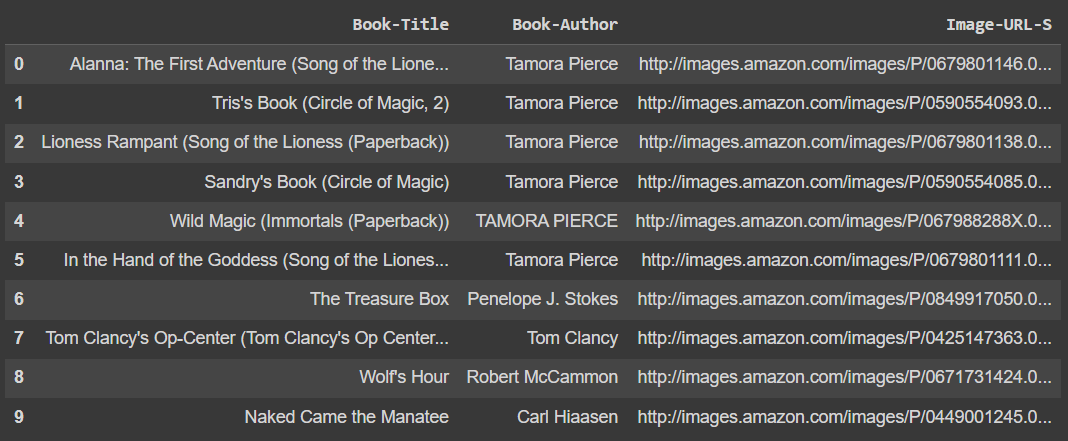 Book-Title Book-Author Image-URL-S
0 Alanna: The First Adventure (Song of the Lione... Tamora Pierce http://images.amazon.com/images/P/0679801146.0...
1 Tris's Book (Circle of Magic, 2) Tamora Pierce http://images.amazon.com/images/P/0590554093.0...
2 Lioness Rampant (Song of the Lioness (Paperback)) Tamora Pierce http://images.amazon.com/images/P/0679801138.0...
3 Sandry's Book (Circle of Magic) Tamora Pierce http://images.amazon.com/images/P/0590554085.0...
4 Wild Magic (Immortals (Paperback)) TAMORA PIERCE http://images.amazon.com/images/P/067988288X.0...
5 In the Hand of the Goddess (Song of the Liones... Tamora Pierce http://images.amazon.com/images/P/0679801111.0...
6 The Treasure Box Penelope J. Stokes http://images.amazon.com/images/P/0849917050.0...
7 Tom Clancy's Op-Center (Tom Clancy's Op Center... Tom Clancy http://images.amazon.com/images/P/0425147363.0...
8 Wolf's Hour Robert McCammon http://images.amazon.com/images/P/0671731424.0...
9 Naked Came the Manatee Carl Hiaasen http://images.amazon.com/images/P/0449001245.0...